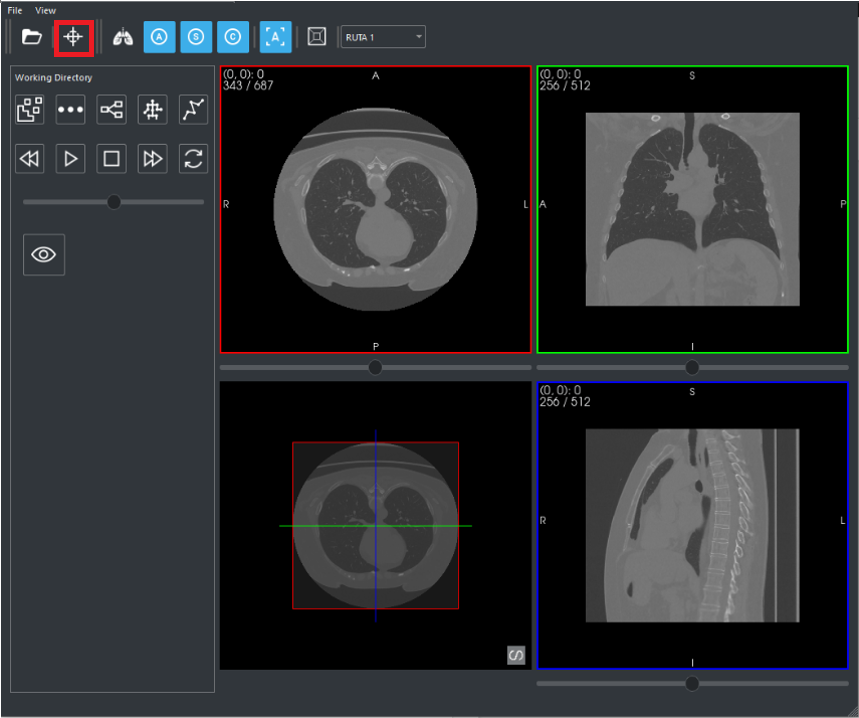 File View
A S C A RUTA 1
Working Directory
(0, 0): 0
343 / 687
A
R L
P
(0, 0): 0
256 / 512
S
A P
I
S
(0, 0): 0
256 / 512
S
R L
I